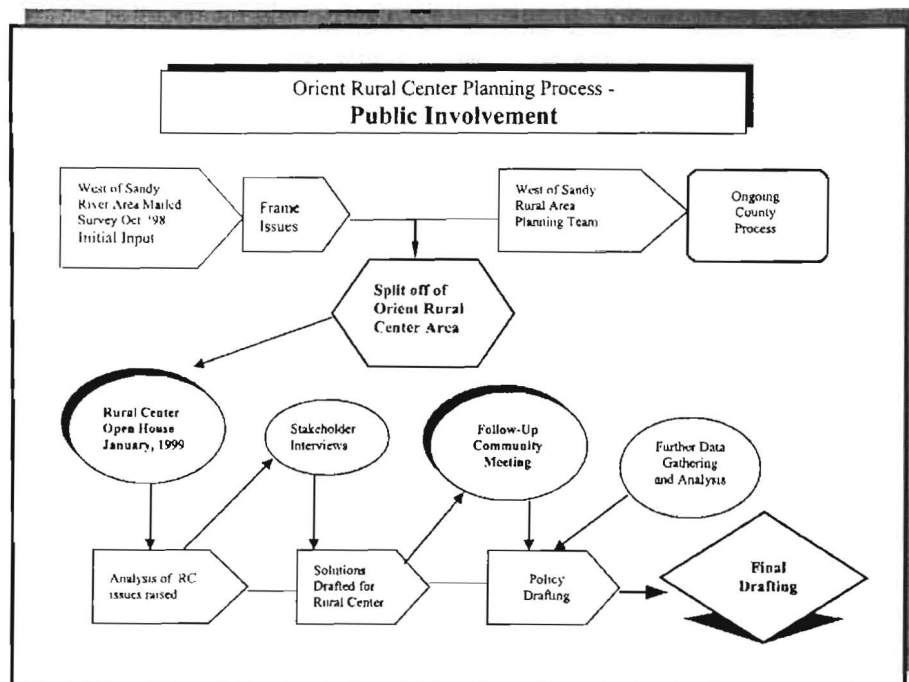 Orient Rural Center Planning Process -
Public Involvement
West of Sandy
River Area Mailed
Survey Oct '98
Initial Input
Frame
Issues
West of Sandy
Rural Area
Planning Team
Ongoing
County
Process
Split off of
Orient Rural
Center Area
Rural Center
Open House
January, 1999
Stakeholder
Interviews
Follow-Up
Community
Meeting
Further Data
Gathering
and Analysis
Analysis of RC
issues raised
Solutions
Drafted for
Rural Center
Policy
Drafting
Final
Drafting